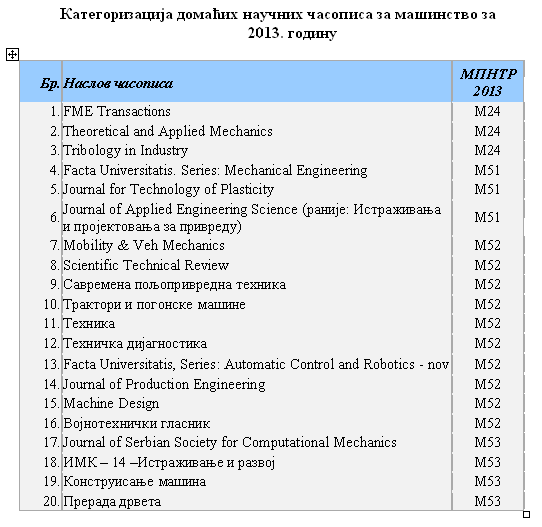 Категоризација домаћих научних часописа за машинство за
2013. годину
Бр. Наслов часописа МПНТР 2013
1. FME Transactions M24
2. Theoretical and Applied Mechanics M24
3. Tribology in Industry M24
4. Facta Universitatis. Series: Mechanical Engineering M51
5. Journal for Technology of Plasticity M51
6. Journal of Applied Engineering Science (раније: Истраживања
и пројектовања за привреду) M51
7. Mobility & Veh Mechanics M52
8. Scientific Technical Review M52
9. Савремена пољопривредна техника M52
10. Трактори и погонске машине M52
11. Техника M52
12. Техничка дијагностика M52
13. Facta Universitatis, Series: Automatic Control and Robotics - nov M52
14. Journal of Production Engineering M52
15. Machine Design M52
16. Војнотехнички гласник M52
17. Journal of Serbian Society for Computational Mechanics M53
18. ИМК – 14 –Истраживање и развој M53
19. Конструисање машина M53
20. Прерада дрвета M53